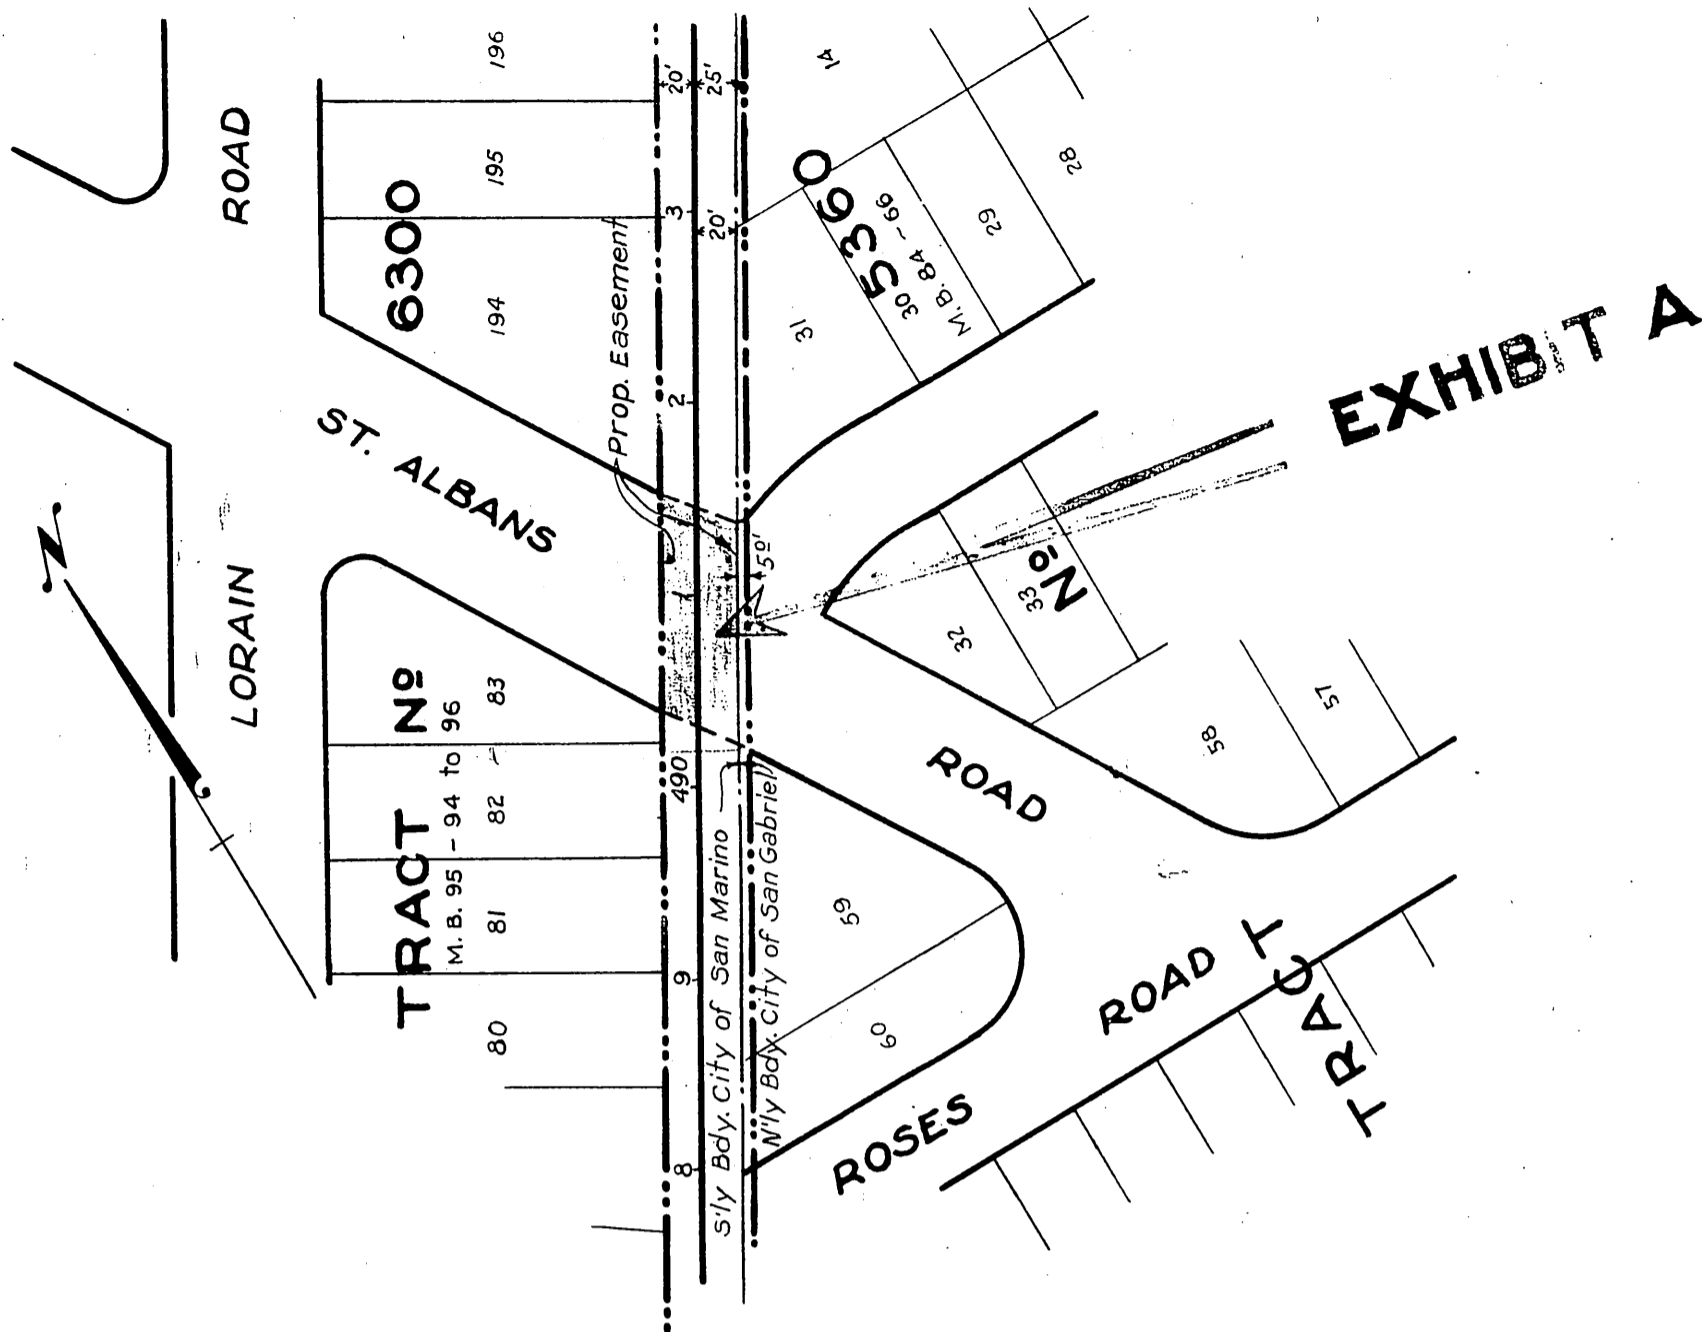 LORAIN ROAD
ST. ALBANS
ROAD
ROSES ROAD
TRACT Nº 6300
M. B. 95 - 94 to 96
80
81
82
83
194
195
196
Prop. Easement
8
9
490
1
2
3
20'
25'
20'
5º'
S'ly Bdy. City of San Marino
N'ly Bdy. City of San Gabriel
TRACT Nº 5360
M. B. 84 ~ 66
14
28
29
30
31
32
33
57
58
59
60
N
EXHIBIT A